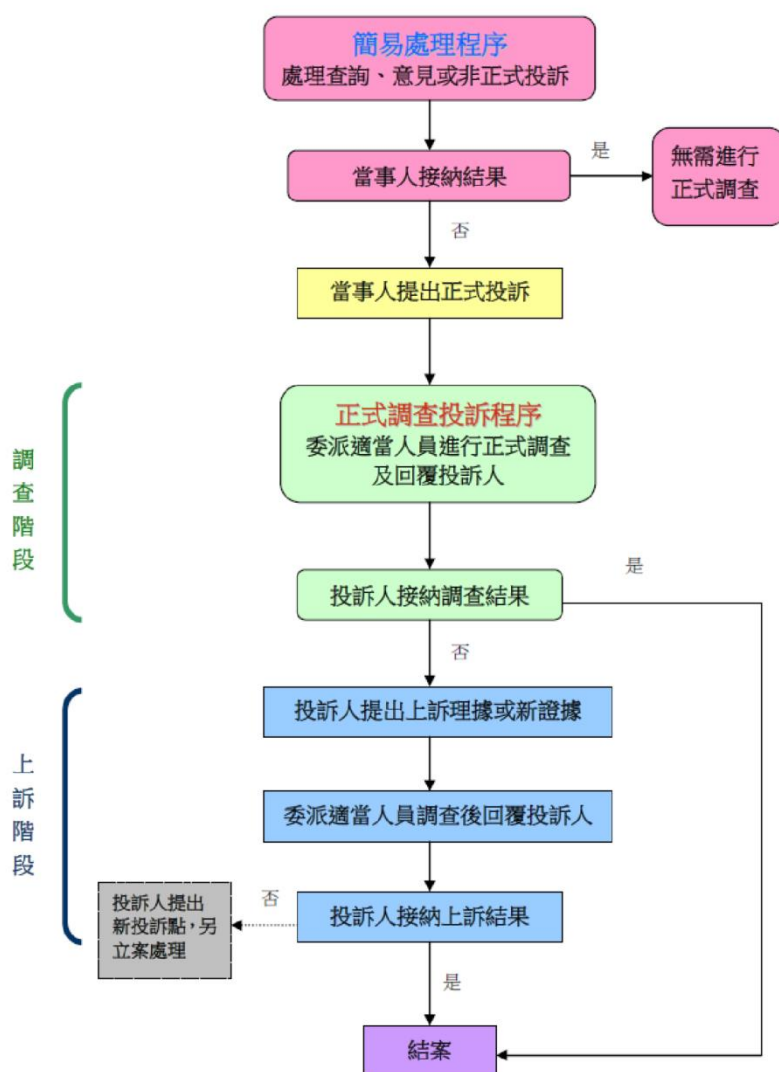 簡易處理程序
處理查詢、意見或非正式投訴
當事人接納結果
是
無需進行
正式調查
否
當事人提出正式投訴
調查階段
正式調查投訴程序
委派適當人員進行正式調查
及回覆投訴人
投訴人接納調查結果
是
否
上訴階段
投訴人提出上訴理據或新證據
委派適當人員調查後回覆投訴人
投訴人接納上訴結果
否
投訴人提出
新投訴點，另
立案處理
是
結案